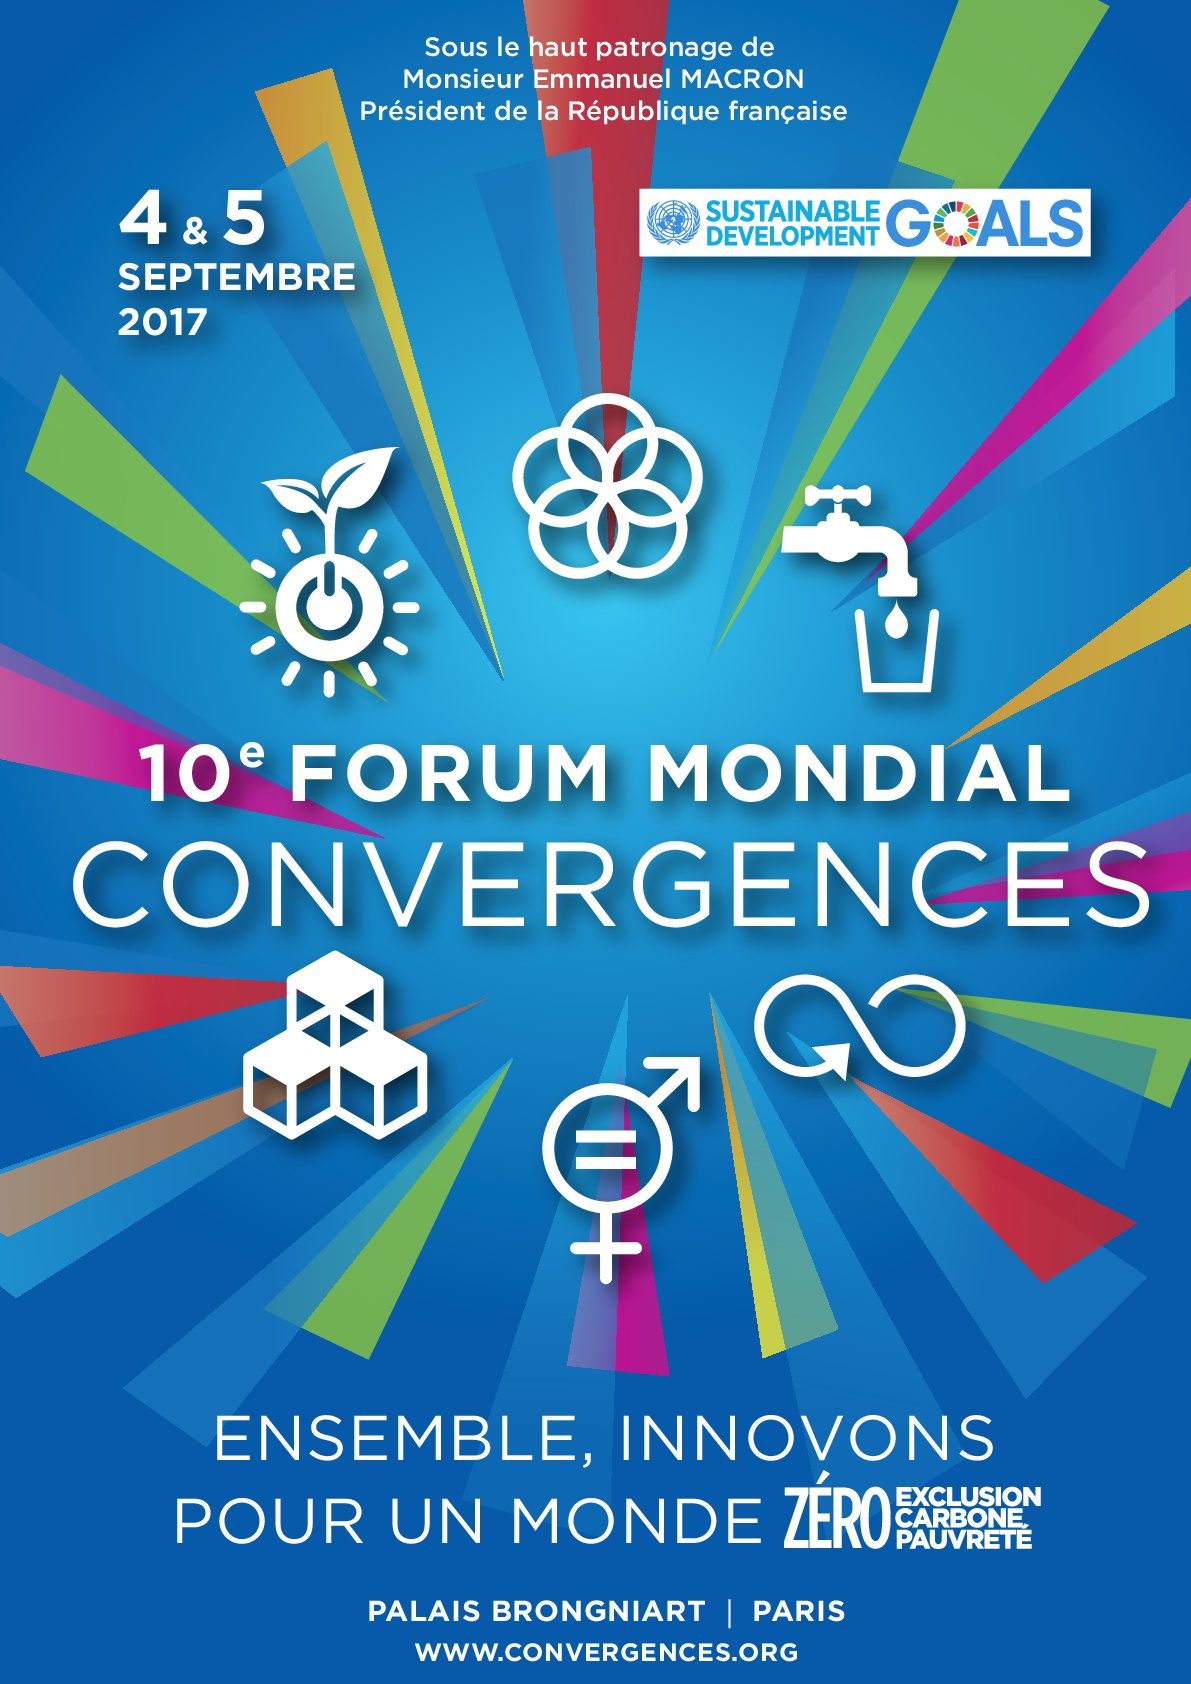 Sous le haut patronage de
Monsieur Emmanuel MACRON
Président de la République française
4 & 5
SEPTEMBRE
2017
SUSTAINABLE
DEVELOPMENT
GOALS
10e FORUM MONDIAL
CONVERGENCES
ENSEMBLE, INNOVONS
POUR UN MONDE ZÉRO
EXCLUSION
CARBONE,
PAUVRETÉ
PALAIS BRONGNIART | PARIS
WWW.CONVERGENCES.ORG